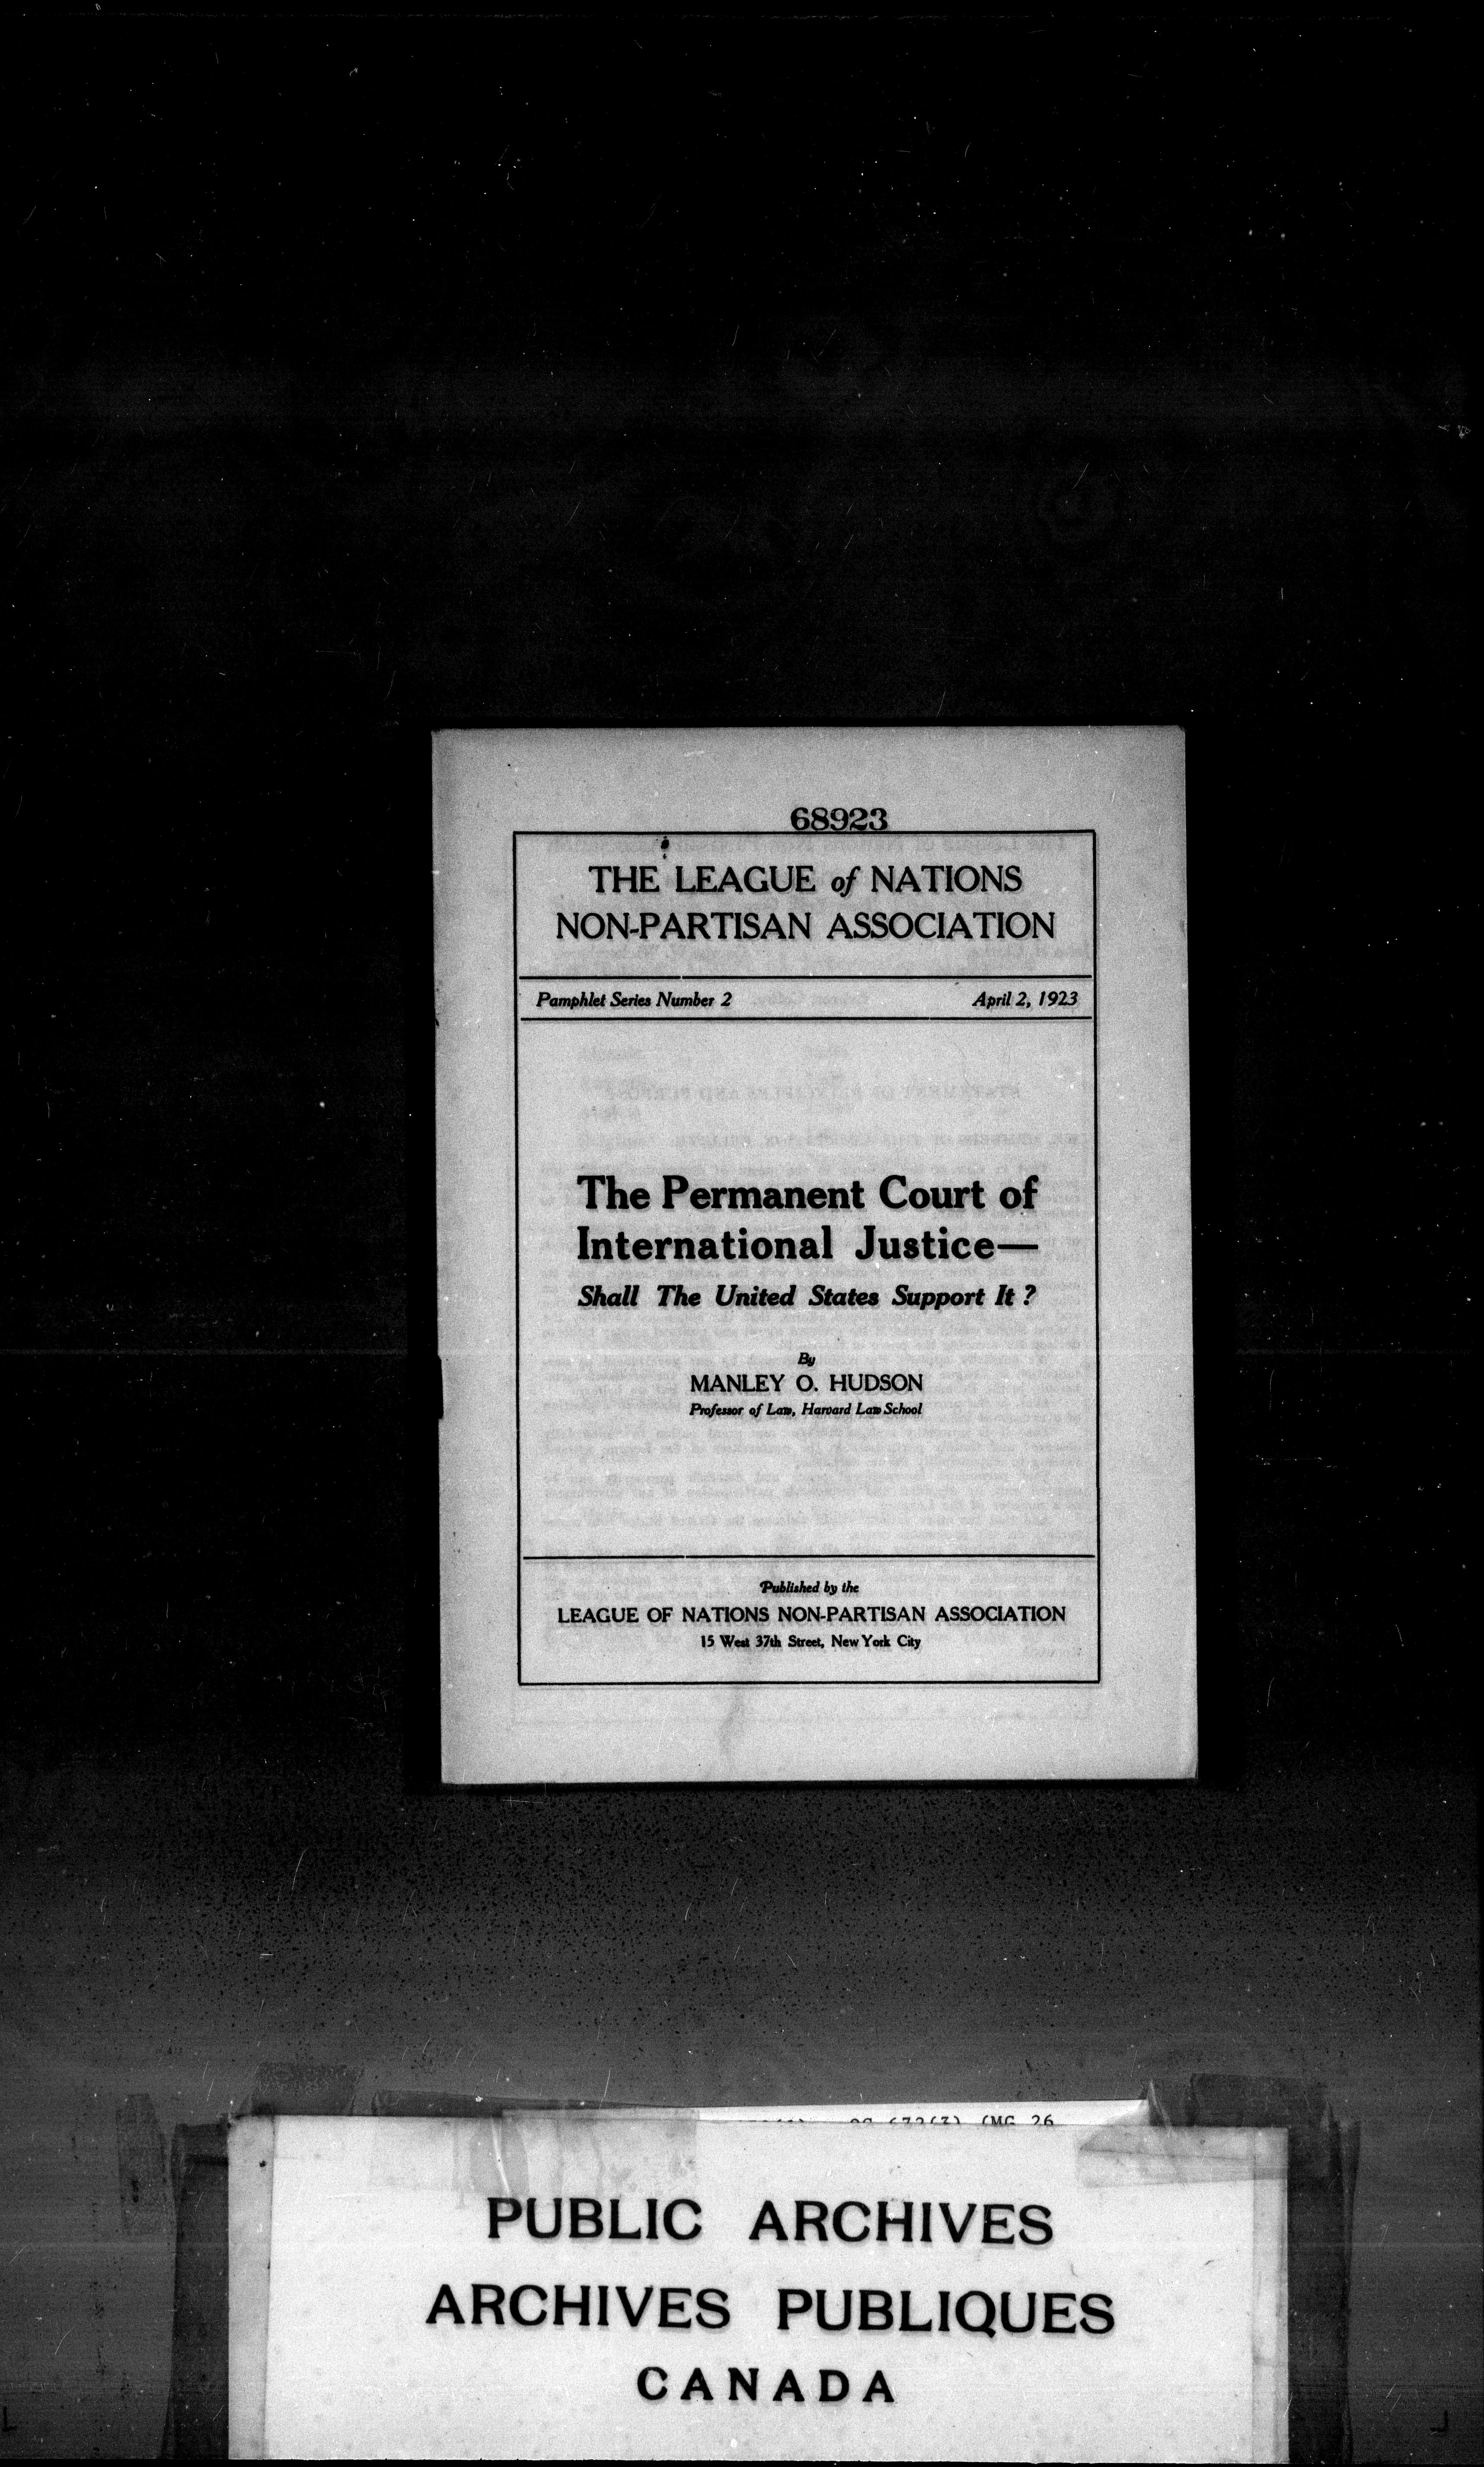 68923
THE LEAGUE of NATIONS
NON-PARTISAN ASSOCIATION
Pamphlet Series Number 2 April 2, 1923
The Permanent Court of
International Justice—
Shall The United States Support It ?
By
MANLEY O. HUDSON
Professor of Law, Harvard Law School
Published by the
LEAGUE OF NATIONS NON-PARTISAN ASSOCIATION
15 West 37th Street, New York City
(MG 26
PUBLIC ARCHIVES
ARCHIVES PUBLIQUES
CANADA